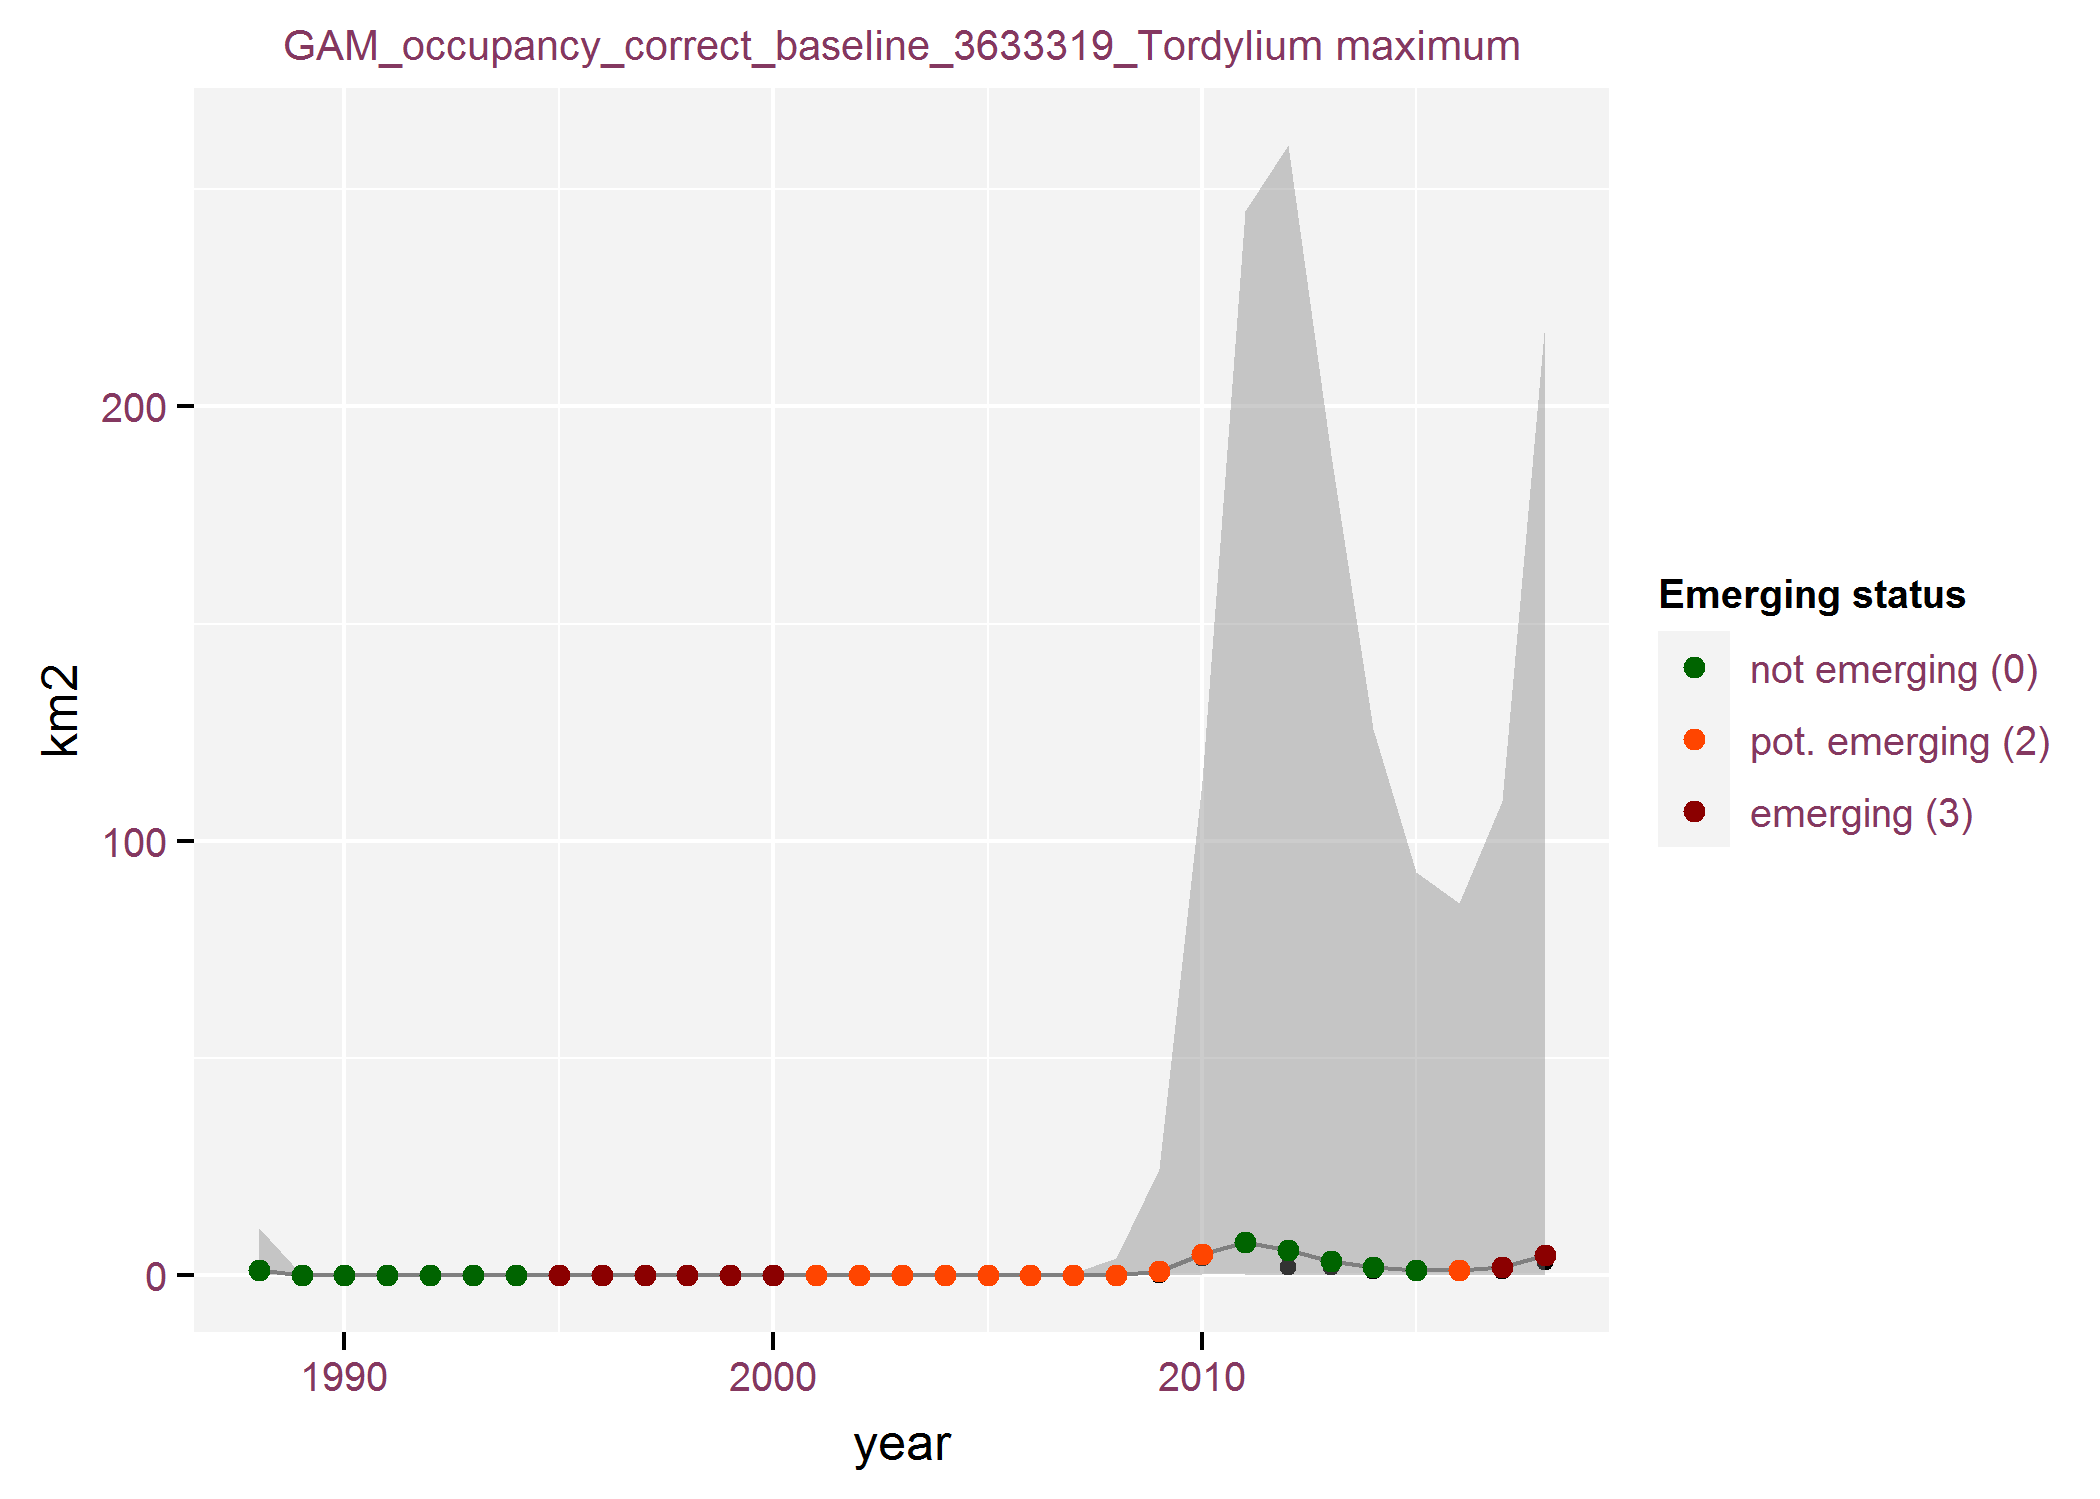 GAM_occupancy_correct_baseline_3633319_Tordylium maximum
200
100
0
km2
1990 2000 2010
year
Emerging status
not emerging (0)
pot. emerging (2)
emerging (3)